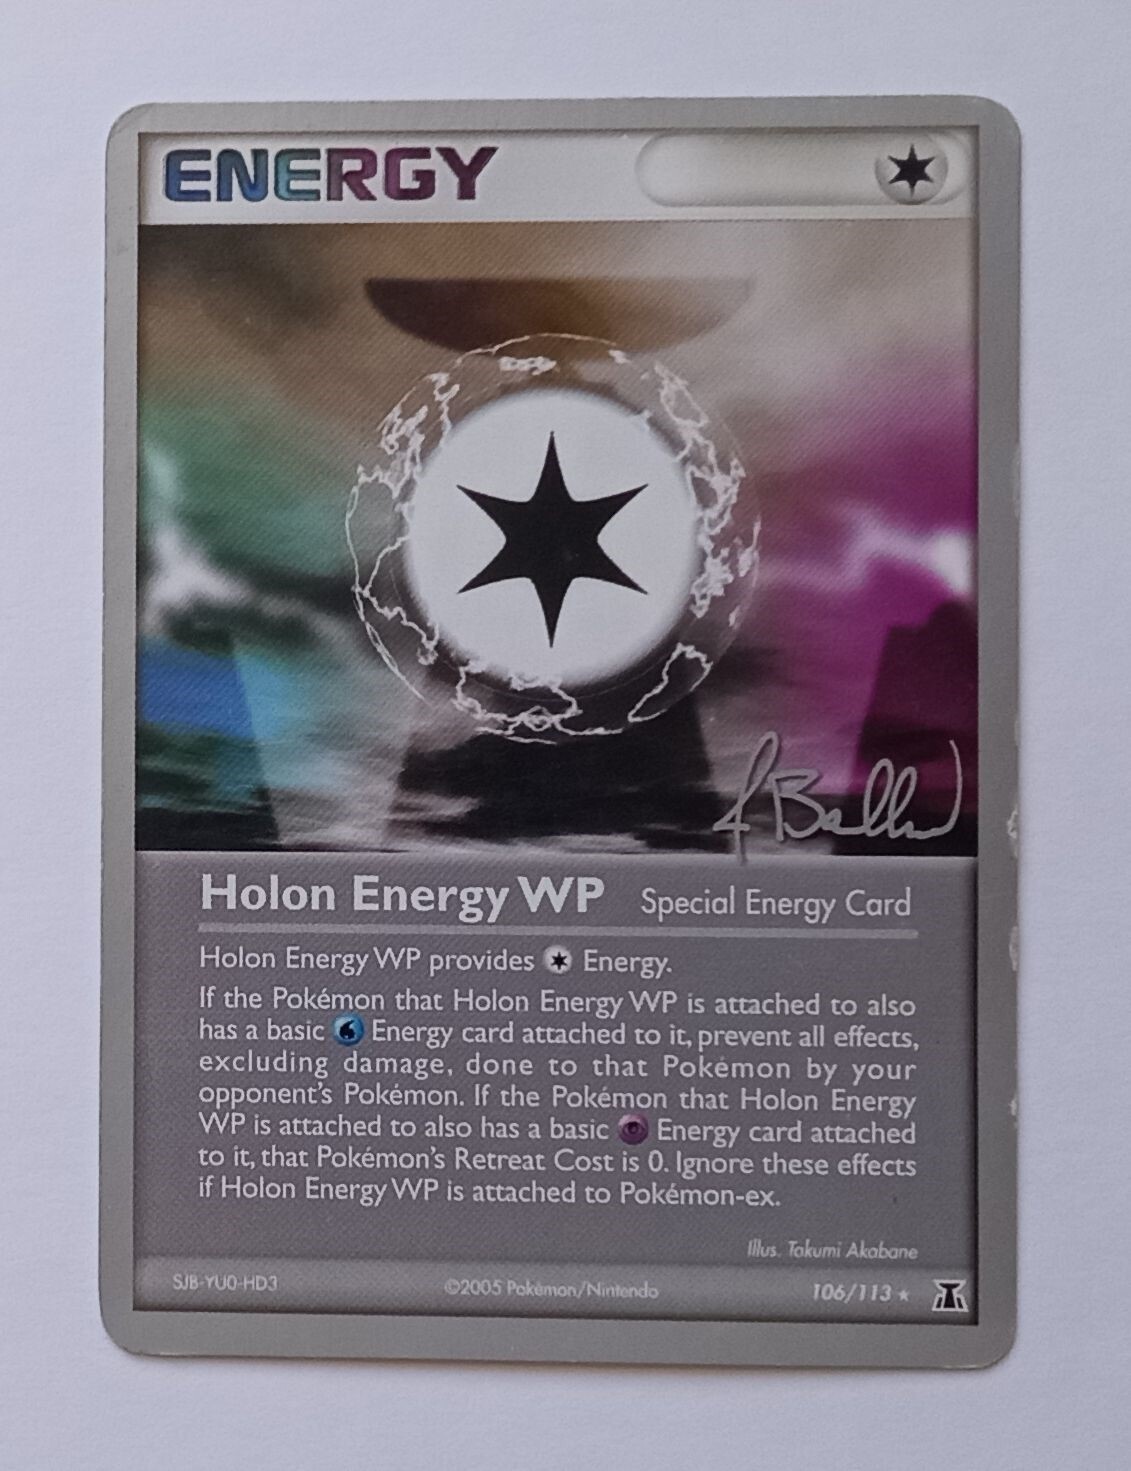 ENERGY
Holon Energy WP Special Energy Card
Holon Energy WP provides Energy.
If the Pokémon that Holon Energy WP is attached to also
has a basic Energy card attached to it, prevent all effects,
excluding damage, done to that Pokémon by your
opponent's Pokémon. If the Pokémon that Holon Energy
WP is attached to also has a basic Energy card attached
to it, that Pokémon's Retreat Cost is 0. Ignore these effects
if Holon Energy WP is attached to Pokémon-ex.
Illus. Takumi Akabane
SJB-YU0-HD3 ©2005 Pokémon/Nintendo 106/113 ★